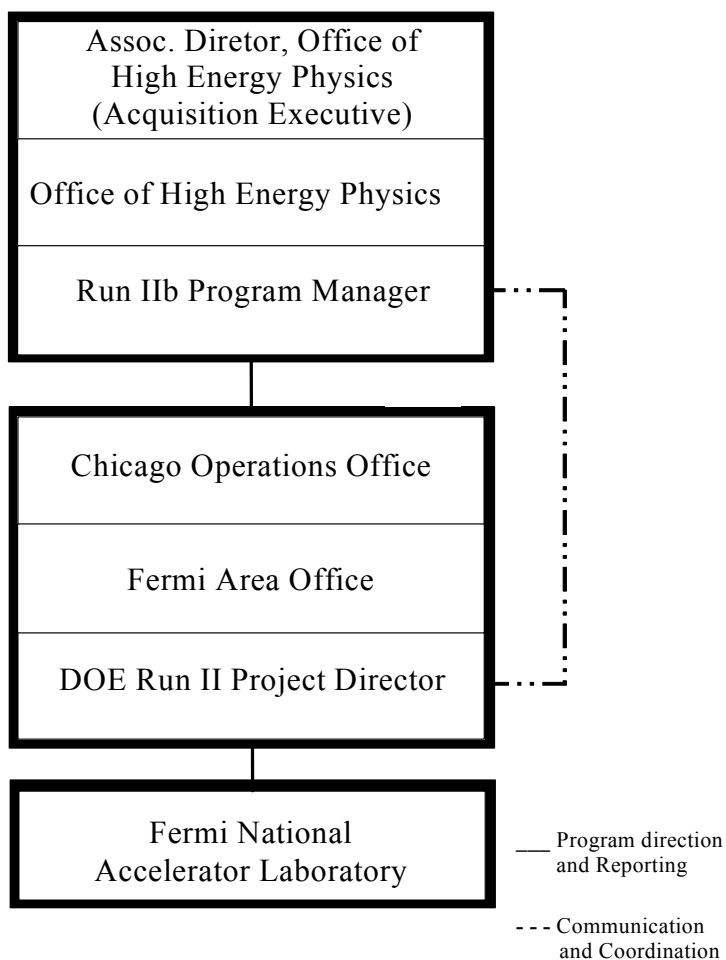 Assoc. Diretor, Office of
High Energy Physics
(Acquisition Executive)
Office of High Energy Physics
Run IIb Program Manager
Chicago Operations Office
Fermi Area Office
DOE Run II Project Director
Fermi National
Accelerator Laboratory
___ Program direction
and Reporting
- - - Communication
and Coordination